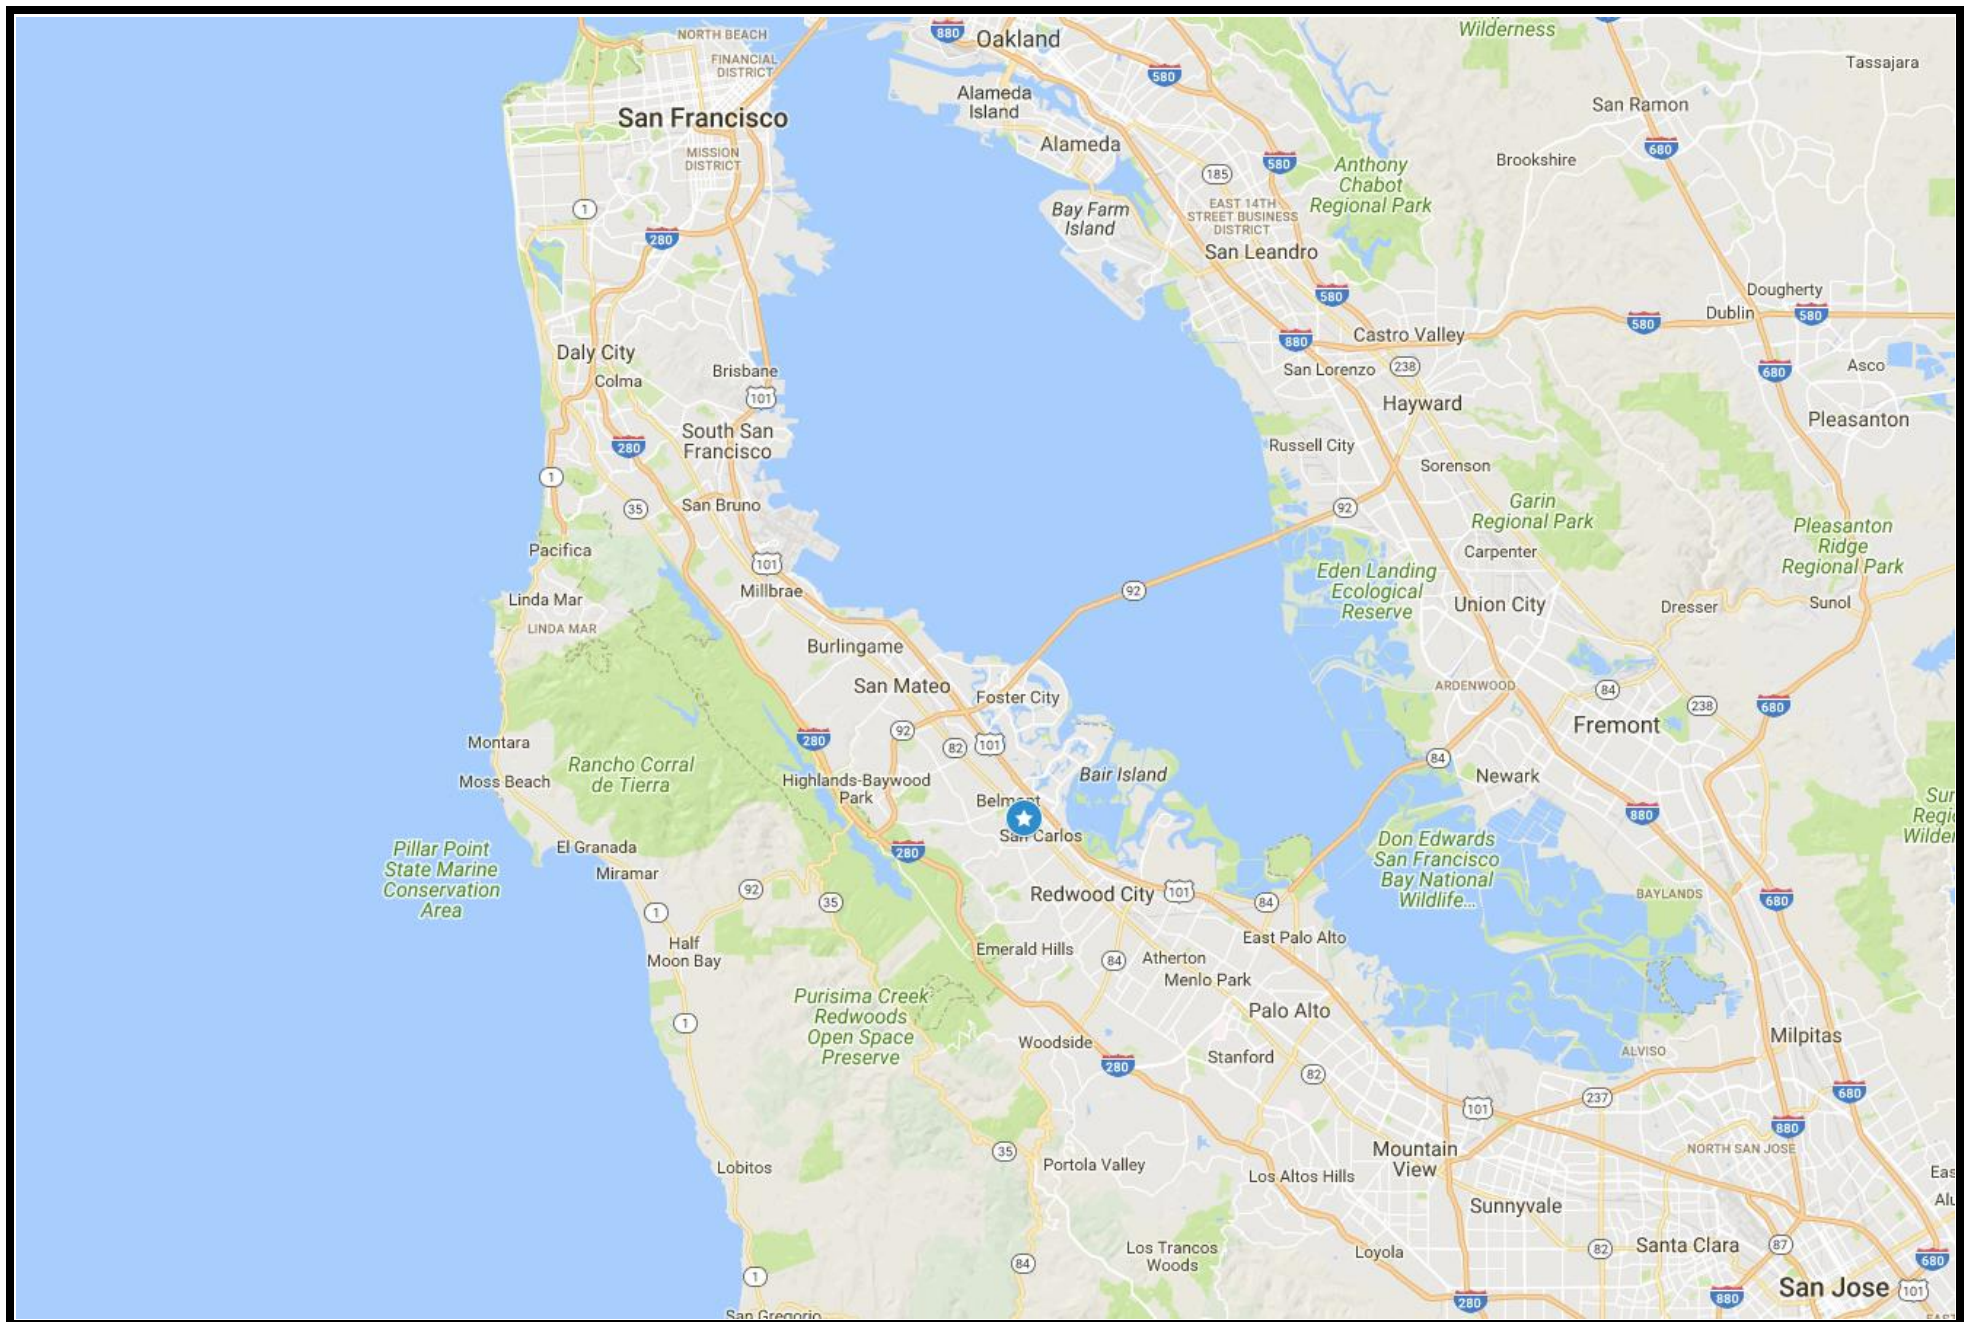 NORTH BEACH
FINANCIAL
DISTRICT
San Francisco
MISSION
DISTRICT
1
280
Daly City
Colma
Brisbane
101
280
South San
Francisco
1
35
San Bruno
Pacifica
101
Millbrae
Linda Mar
LINDA MAR
Burlingame
San Mateo
Foster City
92
880
Oakland
580
Alameda
Island
Alameda
580
185
Anthony
Chabot
Regional Park
Bay Farm
Island
EAST 14TH
STREET BUSINESS
DISTRICT
San Leandro
580
880
Castro Valley
San Lorenzo
238
Hayward
Russell City
Sorenson
92
Garin
Regional Park
Carpenter
Eden Landing
Ecological
Reserve
Union City
Wilderness
Tassajara
San Ramon
680
Brookshire
Dougherty
Dublin
580
580
680
Asco
Pleasanton
Pleasanton
Ridge
Regional Park
Dresser
Sunol
ARDENWOOD
84
238
680
Fremont
84
Newark
880
Don Edwards
San Francisco
Bay National
Wildlife...
BAYLANDS
680
Sur
Regi
Wilder
Montara
Moss Beach
Rancho Corral
de Tierra
280
92
82
101
Highlands-Baywood
Park
Bair Island
Belmont
San Carlos
280
Pillar Point
State Marine
Conservation
Area
El Granada
Miramar
92
35
1
Half
Moon Bay
Redwood City
101
84
Emerald Hills
84
Atherton
Menlo Park
East Palo Alto
Palo Alto
Purisima Creek
Redwoods
Open Space
Preserve
1
Woodside
280
Stanford
82
ALVISO
Milpitas
101
237
680
880
35
Portola Valley
Lobitos
Los Altos Hills
Mountain
View
NORTH SAN JOSE
Sunnyvale
Eas
Alu
Los Trancos
Woods
Loyola
82
Santa Clara
87
680
84
1
280
880
San Jose
101
San Gregorio